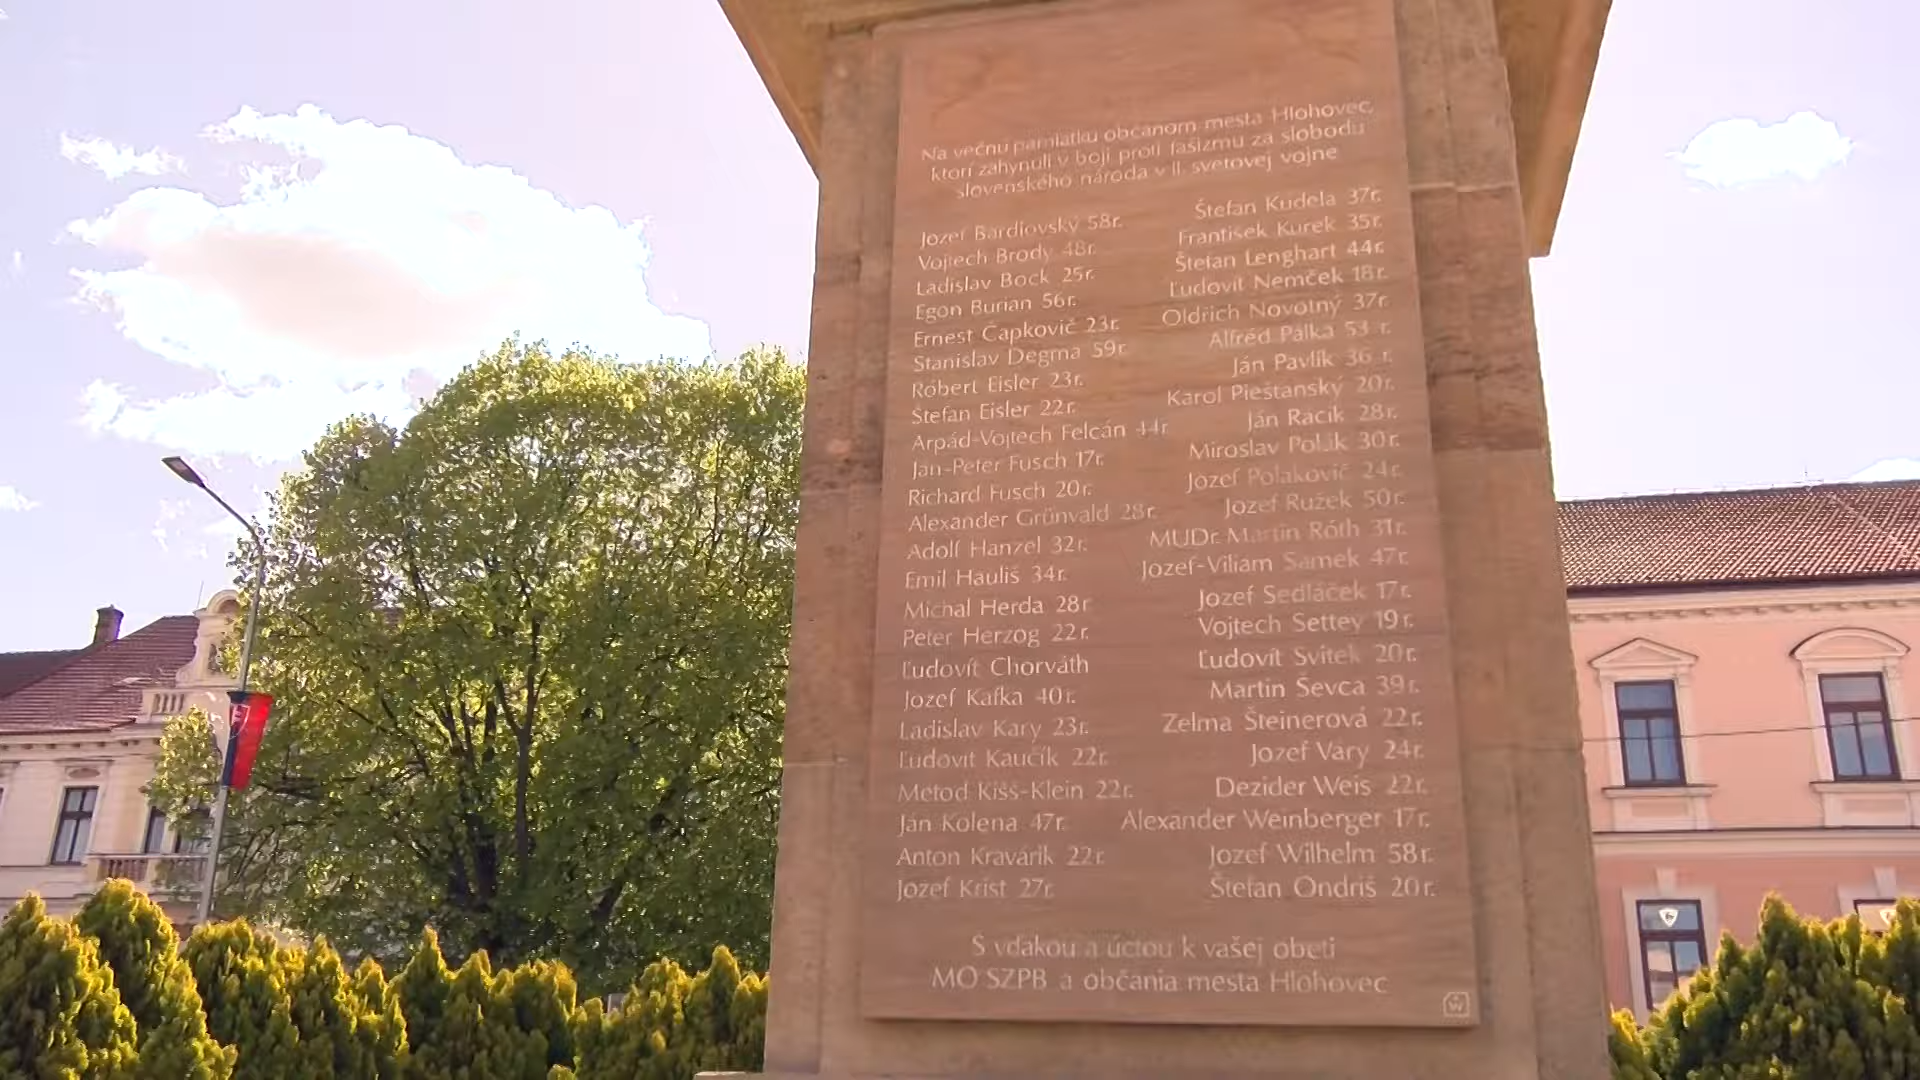 Na večnú pamiatku občanom mesta Hlohovec,
ktorí zahynuli v boji proti fašizmu za slobodu
slovenského národa v II. svetovej vojne
Jozef Bardiovský 58r.
Vojtech Brody 48r.
Ladislav Bock 25r.
Egon Burian 56r.
Ernest Čapkovič 23r.
Stanislav Degma 59r.
Róbert Eisler 23r.
Štefan Eisler 22r.
Arpád-Vojtech Felcán 44r.
Ján-Peter Fusch 17r.
Richard Fusch 20r.
Alexander Grünvald 28r.
Adolf Hanzel 32r.
Emil Hauliš 34r.
Michal Herda 28r
Peter Herzog 22r.
Ľudovít Chorváth
Jozef Kafka 40r.
Ladislav Kary 23r.
Ľudovít Kaučík 22r.
Metod Kišš-Klein 22r.
Ján Kolena 47r.
Anton Kravárik 22r.
Jozef Krist 27r.
Štefan Kudela 37r.
František Kurek 35r.
Štefan Lenghart 44r.
Ľudovít Nemček 18r.
Oldrich Novotný 37r.
Alfréd Pálka 53 r.
Ján Pavlík 36 r.
Karol Piešťanský 20r.
Ján Racik 28r.
Miroslav Polák 30r.
Jozef Polakovič 24r.
Jozef Ružek 50r.
MUDr. Martin Róth 31r.
Jozef-Viliam Samek 47r.
Jozef Sedláček 17r.
Vojtech Settey 19r.
Ľudovít Svitek 20r.
Martin Ševca 39r.
Zelma Šteinerová 22r.
Jozef Váry 24r.
Dezider Weis 22r.
Alexander Weinberger 17r.
Jozef Wilhelm 58r.
Štefan Ondriš 20r.
S vďakou a úctou k vašej obeti
MO SZPB a občania mesta Hlohovec